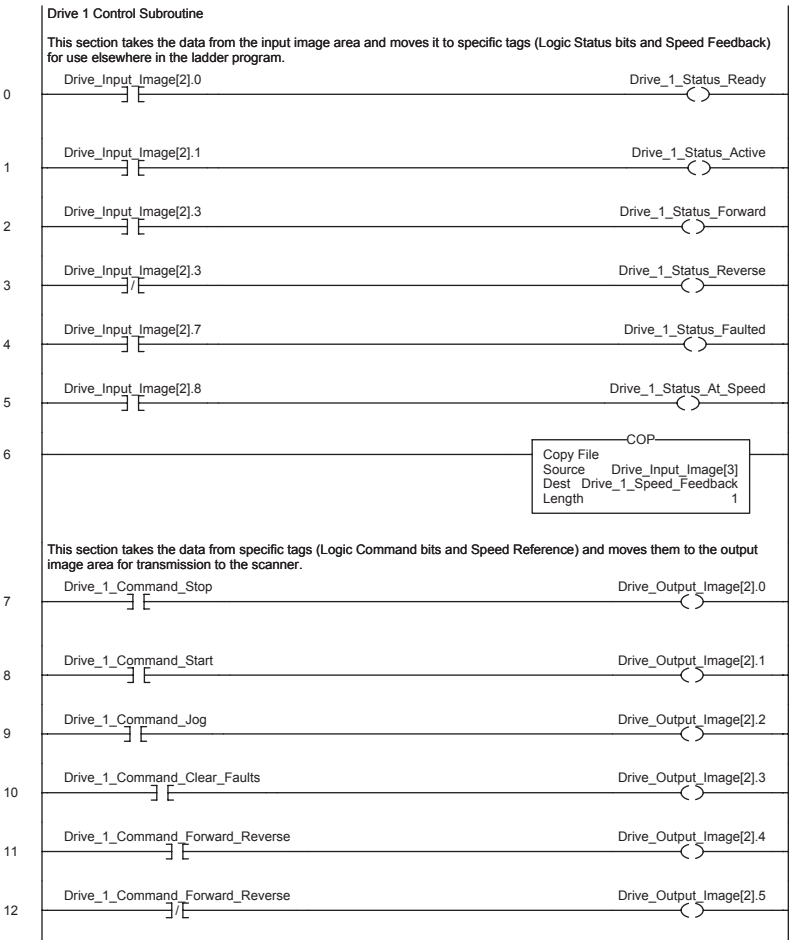 Drive 1 Control Subroutine
This section takes the data from the input image area and moves it to specific tags (Logic Status bits and Speed Feedback)
for use elsewhere in the ladder program.
Drive_Input_Image[2].0 Drive_1_Status_Ready
0
Drive_Input_Image[2].1 Drive_1_Status_Active
1
Drive_Input_Image[2].3 Drive_1_Status_Forward
2
Drive_Input_Image[2].3 Drive_1_Status_Reverse
/
3
Drive_Input_Image[2].7 Drive_1_Status_Faulted
4
Drive_Input_Image[2].8 Drive_1_Status_At_Speed
5
6
COP
Copy File
Source Drive_Input_Image[3]
Dest Drive_1_Speed_Feedback
Length 1
This section takes the data from specific tags (Logic Command bits and Speed Reference) and moves them to the output
image area for transmission to the scanner.
Drive_1_Command_Stop Drive_Output_Image[2].0
7
Drive_1_Command_Start Drive_Output_Image[2].1
8
Drive_1_Command_Jog Drive_Output_Image[2].2
9
Drive_1_Command_Clear_Faults Drive_Output_Image[2].3
10
Drive_1_Command_Forward_Reverse Drive_Output_Image[2].4
11
Drive_1_Command_Forward_Reverse Drive_Output_Image[2].5
/
12